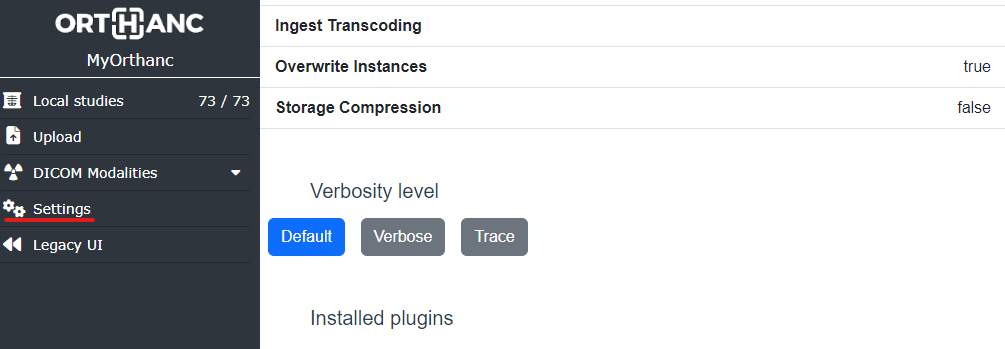 ORTHANC
MyOrthanc
Local studies 73 / 73
Upload
DICOM Modalities
Settings
Legacy UI
Ingest Transcoding
Overwrite Instances true
Storage Compression false
Verbosity level
Default Verbose Trace
Installed plugins